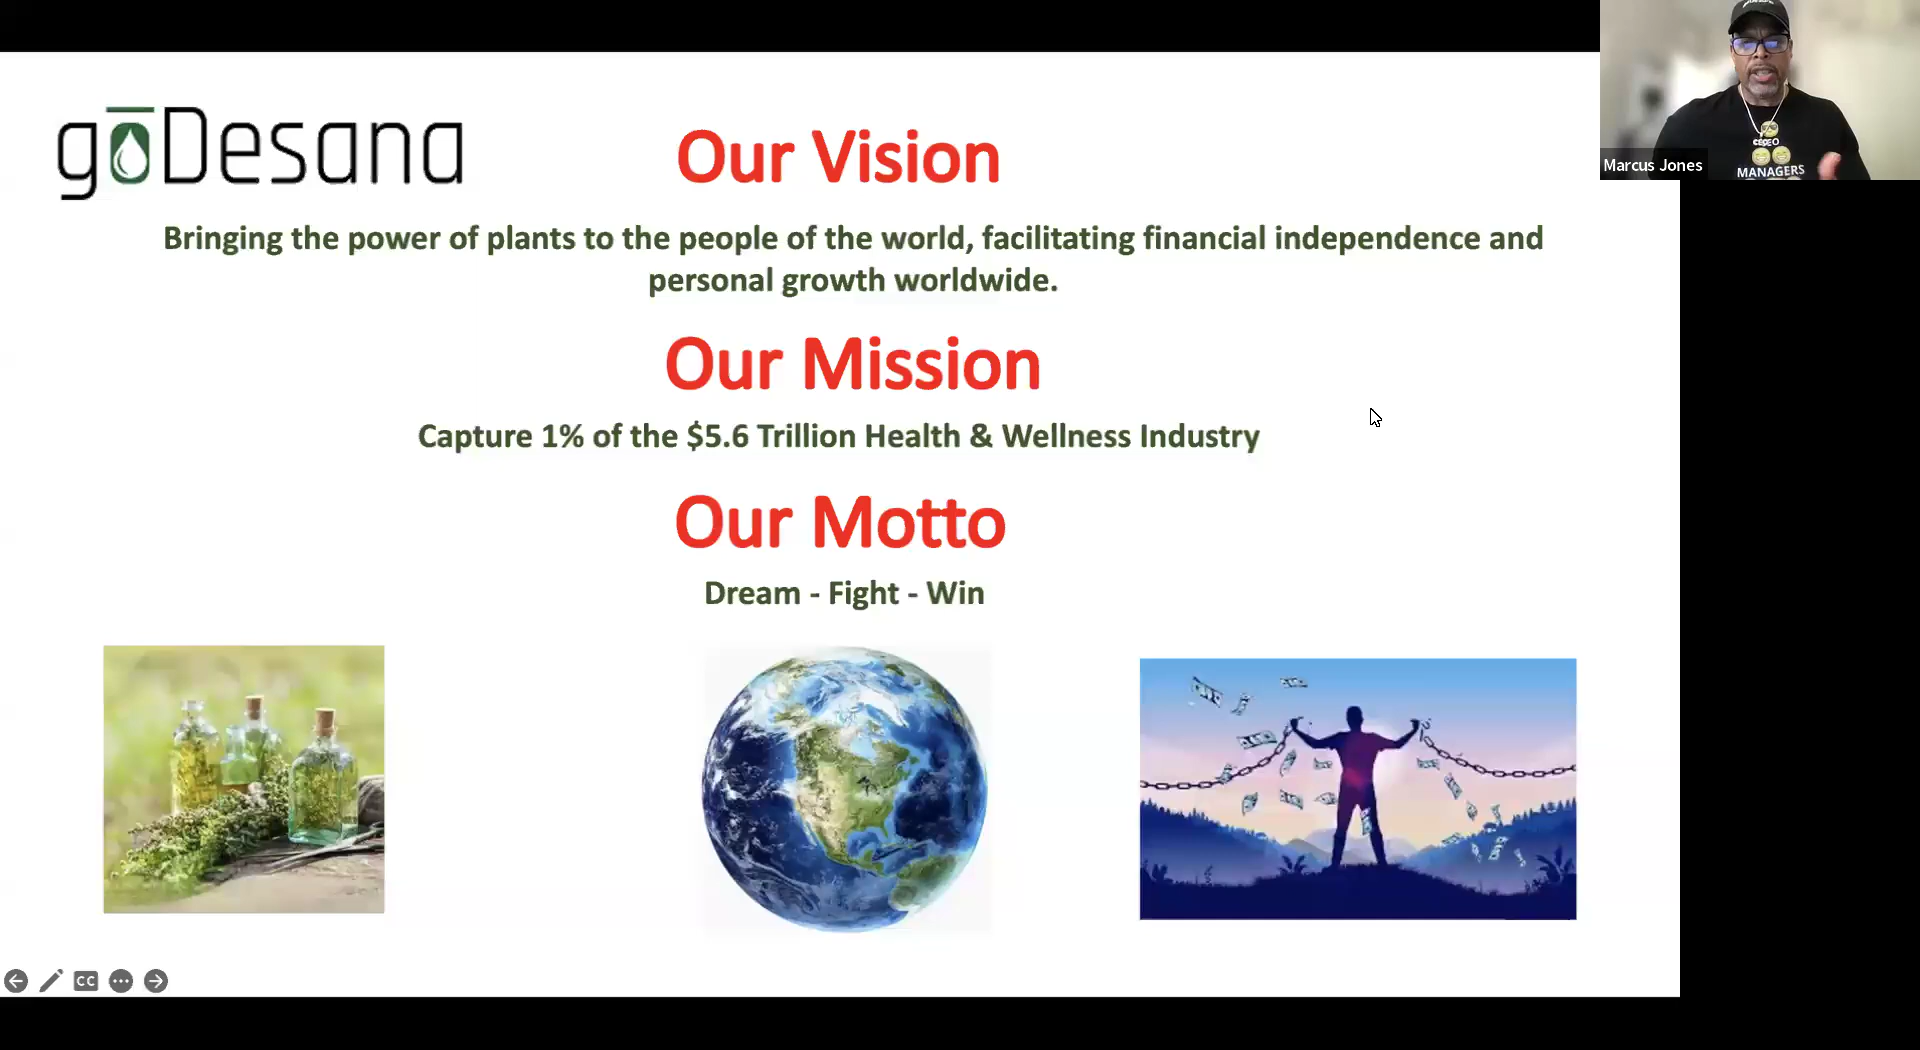 gōDesana
Our Vision
Bringing the power of plants to the people of the world, facilitating financial independence and
personal growth worldwide.
Our Mission
Capture 1% of the $5.6 Trillion Health & Wellness Industry
Our Motto
Dream - Fight - Win
CC
Marcus Jones
MANAGERS